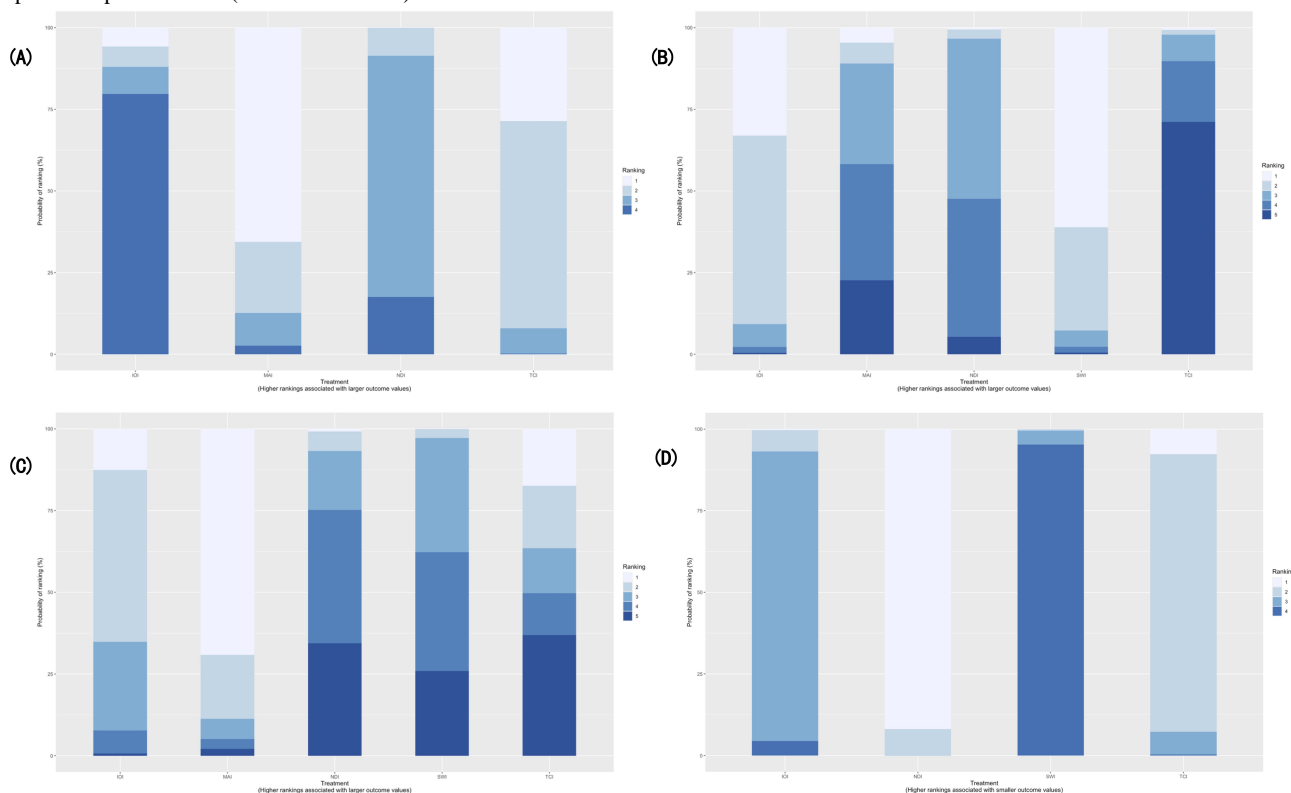 (A)
100
75
50
25
0
Probability of ranking (%)
IDI
MAI
NDI
TCI
Treatment
(Higher rankings associated with larger outcome values)
Ranking
1
2
3
4
(B)
100
75
50
25
0
Probability of ranking (%)
IDI
MAI
NDI
SWI
TCI
Treatment
(Higher rankings associated with larger outcome values)
Ranking
1
2
3
4
5
(C)
100
75
50
25
0
Probability of ranking (%)
IDI
MAI
NDI
SWI
TCI
Treatment
(Higher rankings associated with larger outcome values)
Ranking
1
2
3
4
5
(D)
100
75
50
25
0
Probability of ranking (%)
IDI
NDI
SWI
TCI
Treatment
(Higher rankings associated with smaller outcome values)
Rankin
1
2
3
4